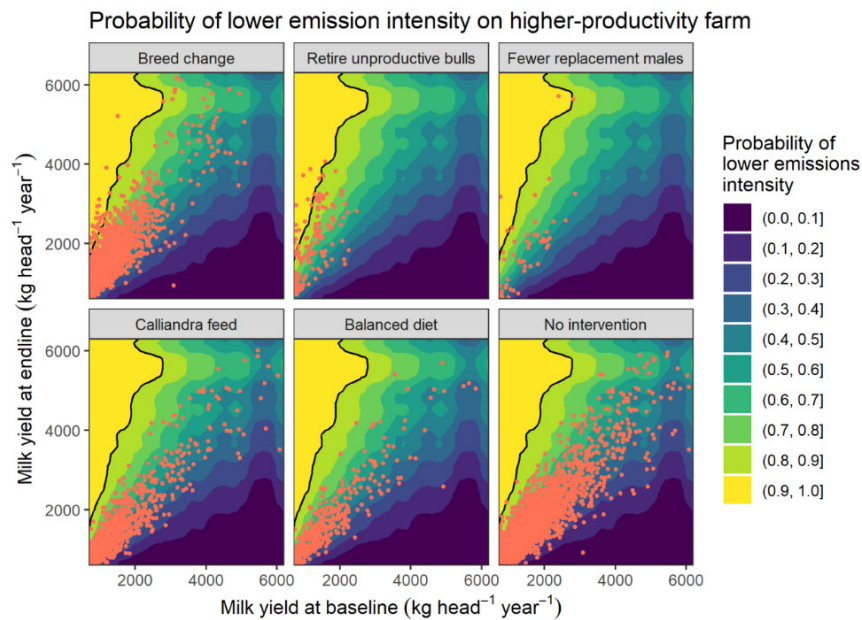 Probability of lower emission intensity on higher-productivity farm
Breed change
Retire unproductive bulls
Fewer replacement males
6000
4000
2000
Calliandra feed
Balanced diet
No intervention
6000
4000
2000
2000 4000 6000
2000 4000 6000
2000 4000 6000
Milk yield at endline (kg head⁻¹ year⁻¹)
Milk yield at baseline (kg head⁻¹ year⁻¹)
Probability of
lower emissions
intensity
(0.0, 0.1]
(0.1, 0.2]
(0.2, 0.3]
(0.3, 0.4]
(0.4, 0.5]
(0.5, 0.6]
(0.6, 0.7]
(0.7, 0.8]
(0.8, 0.9]
(0.9, 1.0]